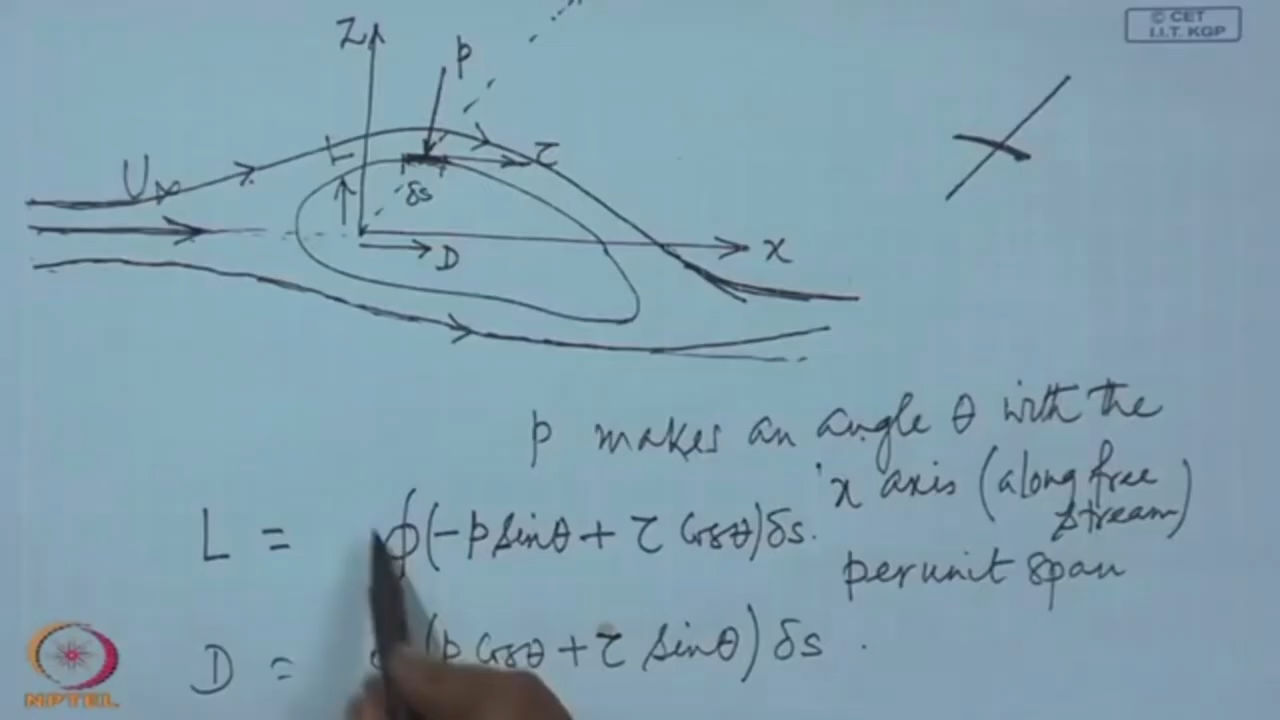 © CET
I.I.T. KGP
Z
p
L
τ
U∞
δs
D
x
p makes an angle θ with the
x axis (along free
stream)
L = ∮(-p sinθ + τ cosθ)δs.
per unit span
D = (p cosθ + τ sinθ) δs.
NPTEL